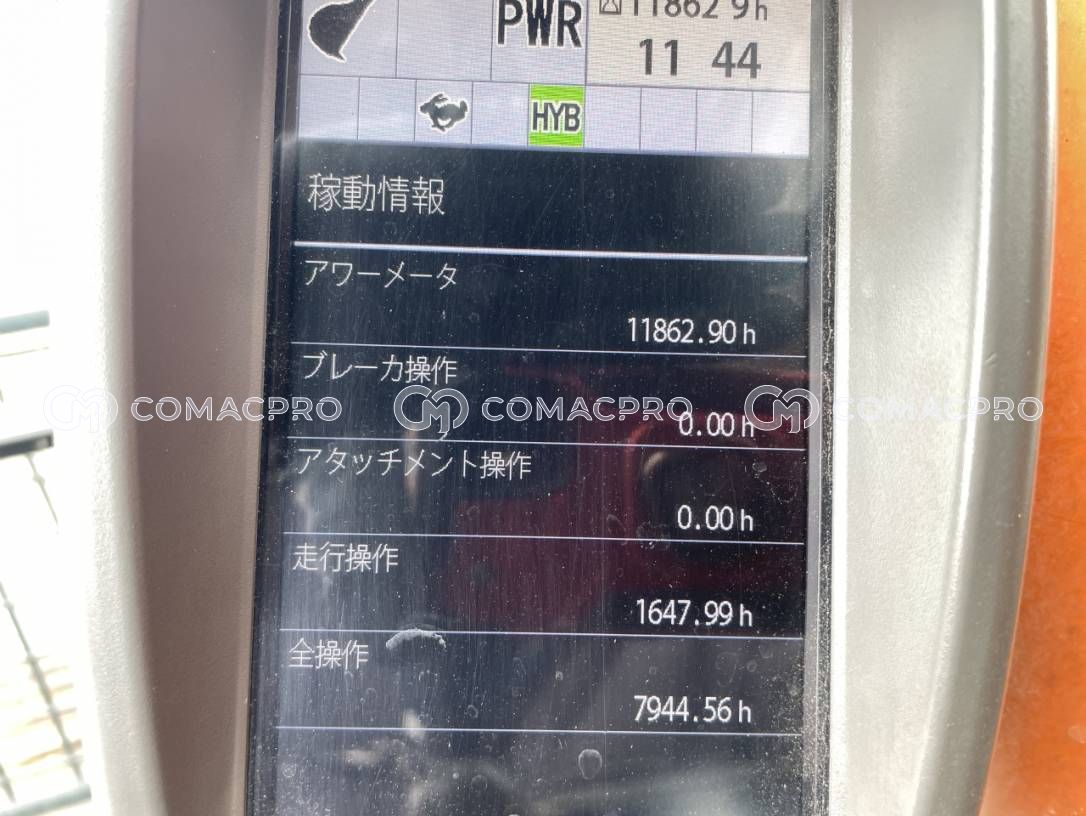 PWR
11862.9h
11 44
HYB
稼動情報
アワーメータ
11862.90 h
ブレーカ操作
COMACPRO COMACPRO COMACPRO
0.00 h
アタッチメント操作
0.00 h
走行操作
1647.99 h
全操作
7944.56 h